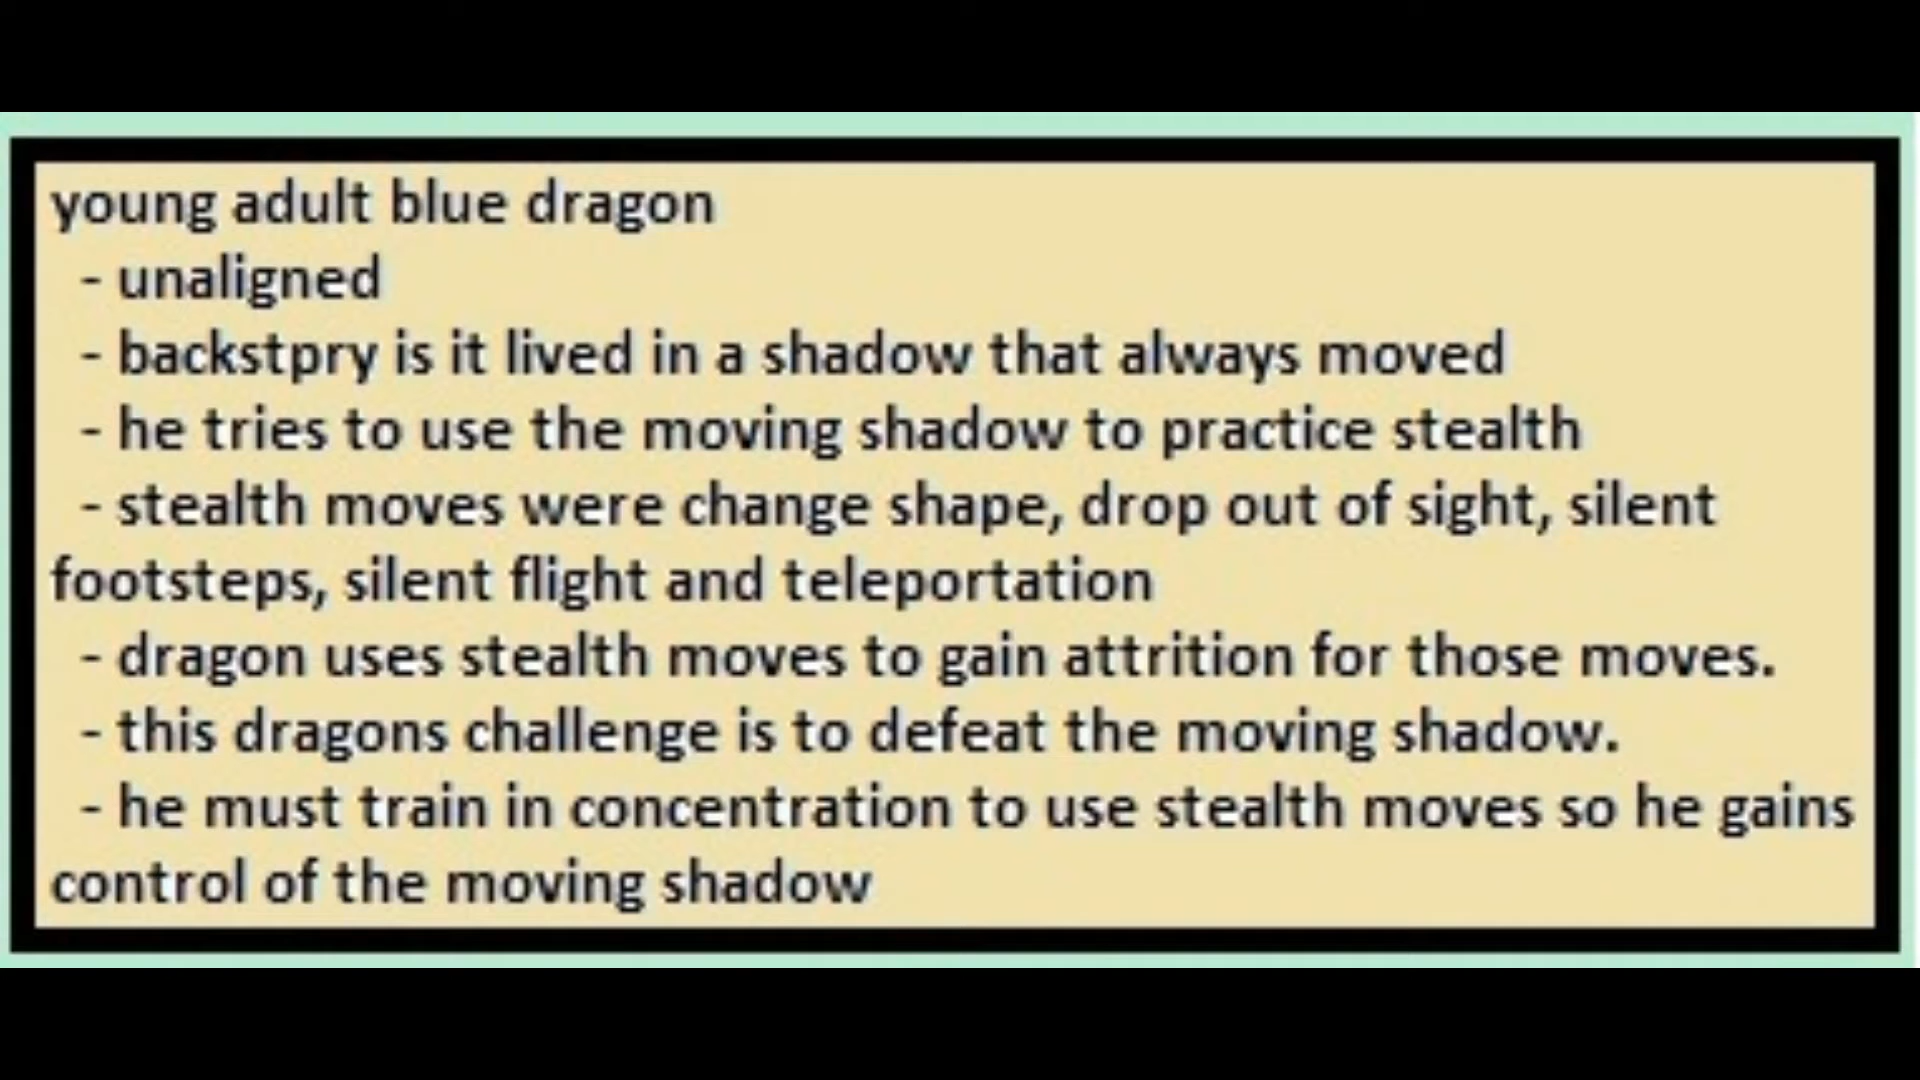 young adult blue dragon
- unaligned
- backstpry is it lived in a shadow that always moved
- he tries to use the moving shadow to practice stealth
- stealth moves were change shape, drop out of sight, silent
footsteps, silent flight and teleportation
- dragon uses stealth moves to gain attrition for those moves.
- this dragons challenge is to defeat the moving shadow.
- he must train in concentration to use stealth moves so he gains
control of the moving shadow